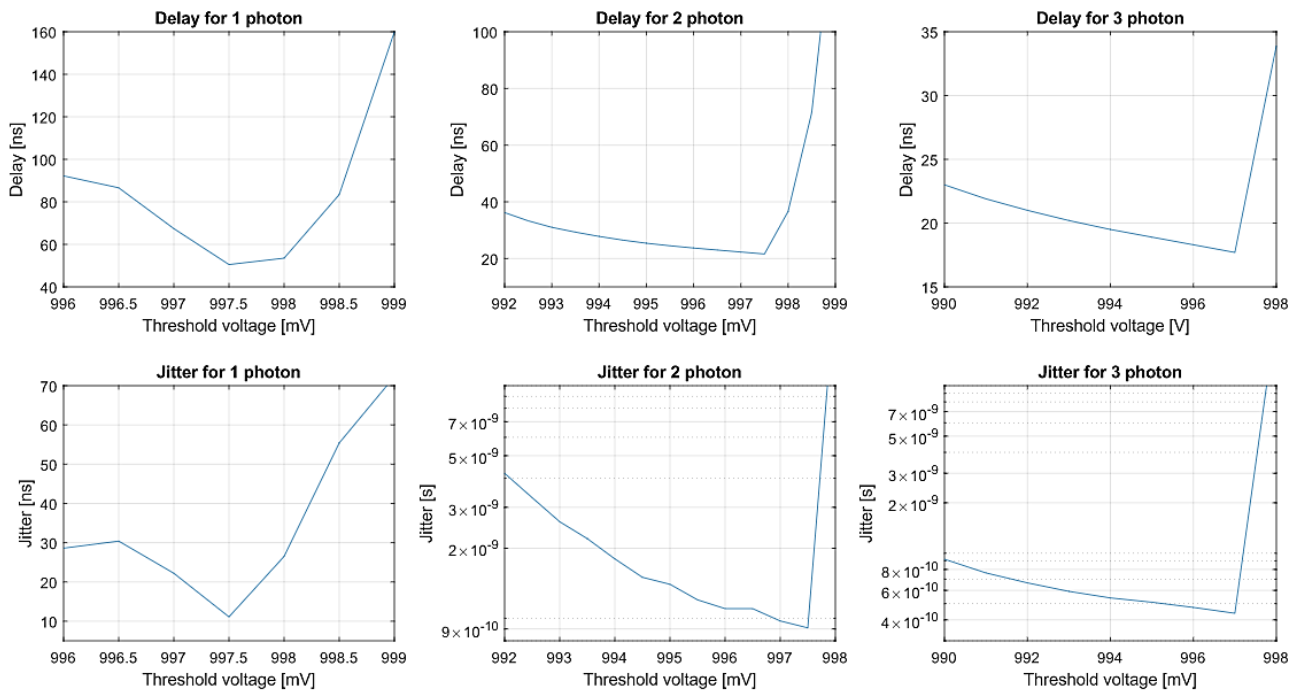 Delay for 1 photon
160
140
120
100
80
60
40
Delay [ns]
996 996.5 997 997.5 998 998.5 999
Threshold voltage [mV]
Delay for 2 photon
100
80
60
40
20
Delay [ns]
992 993 994 995 996 997 998 999
Threshold voltage [mV]
Delay for 3 photon
35
30
25
20
15
Delay [ns]
990 992 994 996 998
Threshold voltage [V]
Jitter for 1 photon
70
60
50
40
30
20
10
Jitter [ns]
996 996.5 997 997.5 998 998.5 999
Threshold voltage [mV]
Jitter for 2 photon
7 × 10⁻⁹
5 × 10⁻⁹
3 × 10⁻⁹
2 × 10⁻⁹
9 × 10⁻¹⁰
Jitter [s]
992 993 994 995 996 997 998
Threshold voltage [mV]
Jitter for 3 photon
7 × 10⁻⁹
5 × 10⁻⁹
3 × 10⁻⁹
2 × 10⁻⁹
8 × 10⁻¹⁰
6 × 10⁻¹⁰
4 × 10⁻¹⁰
Jitter [s]
990 992 994 996 998
Threshold voltage [mV]